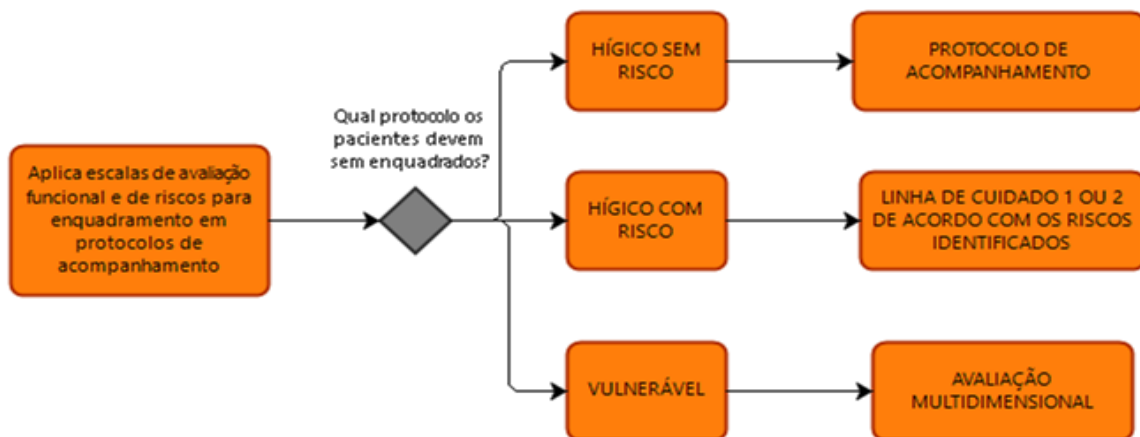 Aplica escalas de avaliação
funcional e de riscos para
enquadramento em
protocolos de
acompanhamento
Qual protocolo os
pacientes devem
sem enquadrados?
HÍGICO SEM
RISCO
PROTOCOLO DE
ACOMPANHAMENTO
HÍGICO COM
RISCO
LINHA DE CUIDADO 1 OU 2
DE ACORDO COM OS RISCOS
IDENTIFICADOS
VULNERÁVEL
AVALIAÇÃO
MULTIDIMENSIONAL